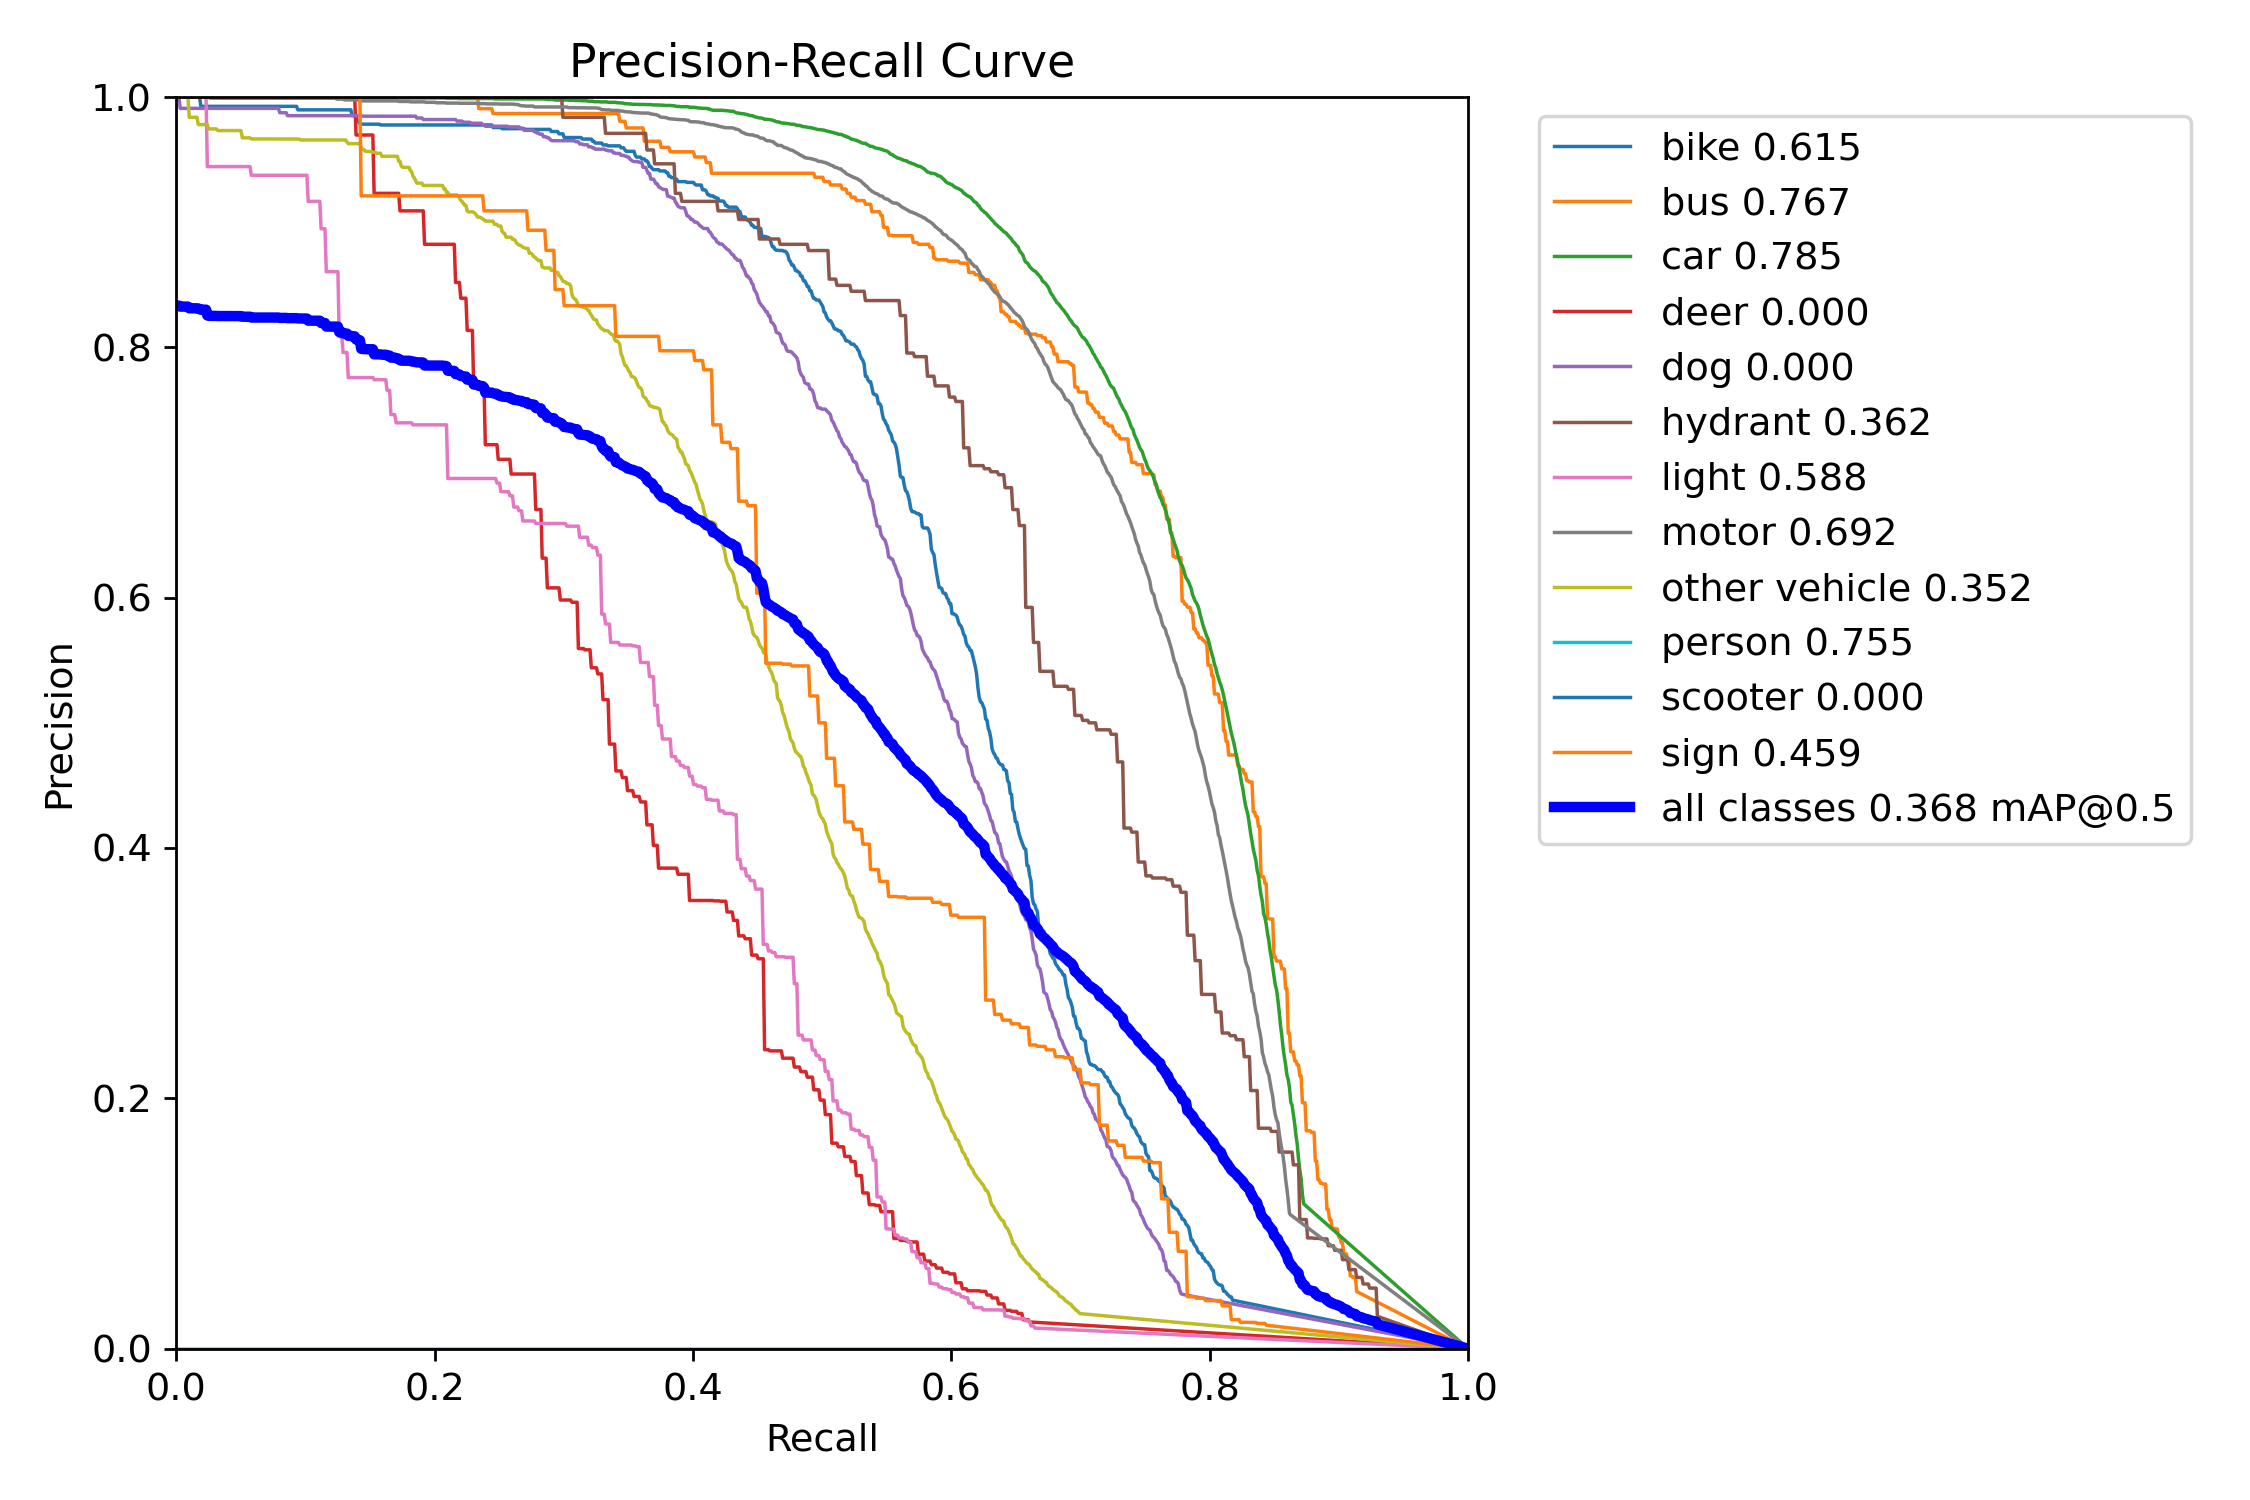 Precision-Recall Curve
1.0
0.8
0.6
0.4
0.2
0.0
Precision
0.0 0.2 0.4 0.6 0.8 1.0
Recall
bike 0.615
bus 0.767
car 0.785
deer 0.000
dog 0.000
hydrant 0.362
light 0.588
motor 0.692
other vehicle 0.352
person 0.755
scooter 0.000
sign 0.459
all classes 0.368 mAP@0.5